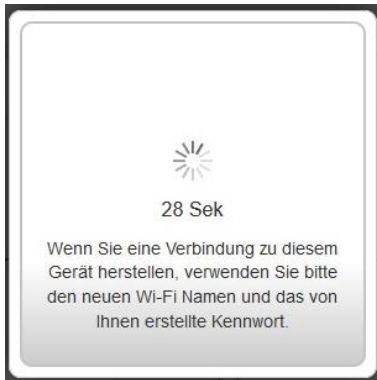 28 Sek
Wenn Sie eine Verbindung zu diesem
Gerät herstellen, verwenden Sie bitte
den neuen Wi-Fi Namen und das von
Ihnen erstellte Kennwort.